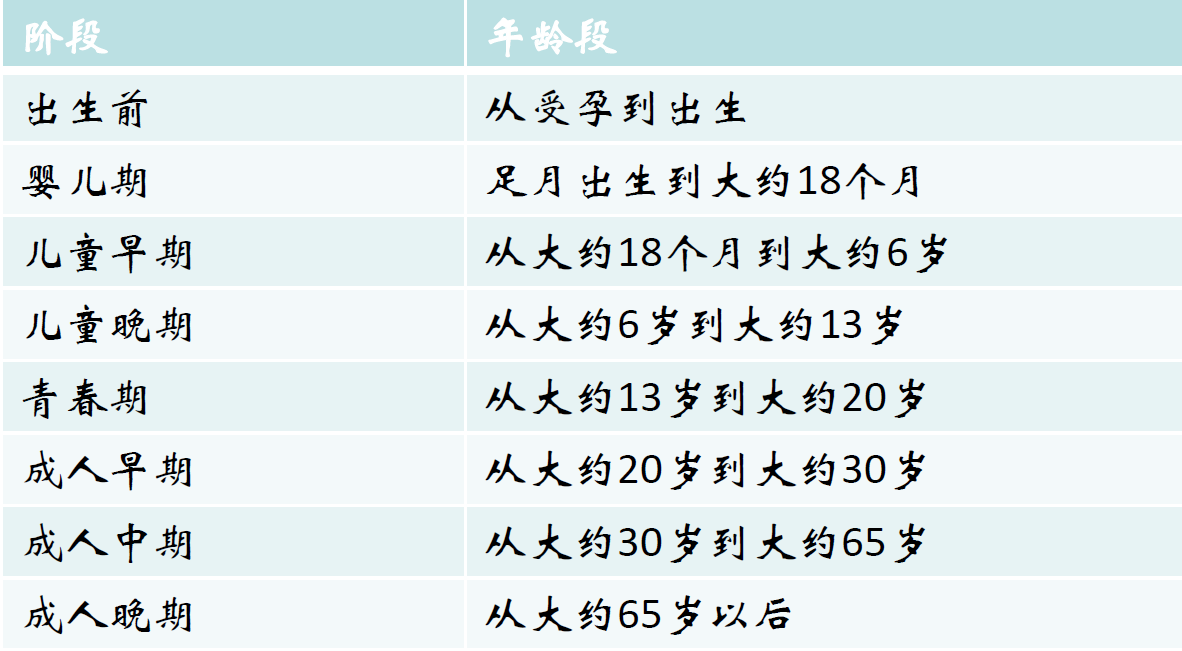 阶段 年龄段
出生前 从受孕到出生
婴儿期 足月出生到大约18个月
儿童早期 从大约18个月到大约6岁
儿童晚期 从大约6岁到大约13岁
青春期 从大约13岁到大约20岁
成人早期 从大约20岁到大约30岁
成人中期 从大约30岁到大约65岁
成人晚期 从大约65岁以后